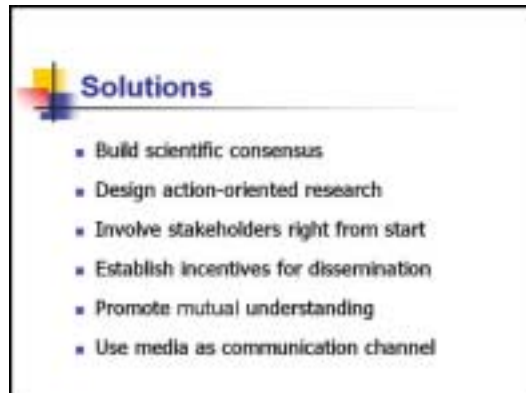 Solutions
Build scientific consensus
Design action-oriented research
Involve stakeholders right from start
Establish incentives for dissemination
Promote mutual understanding
Use media as communication channel